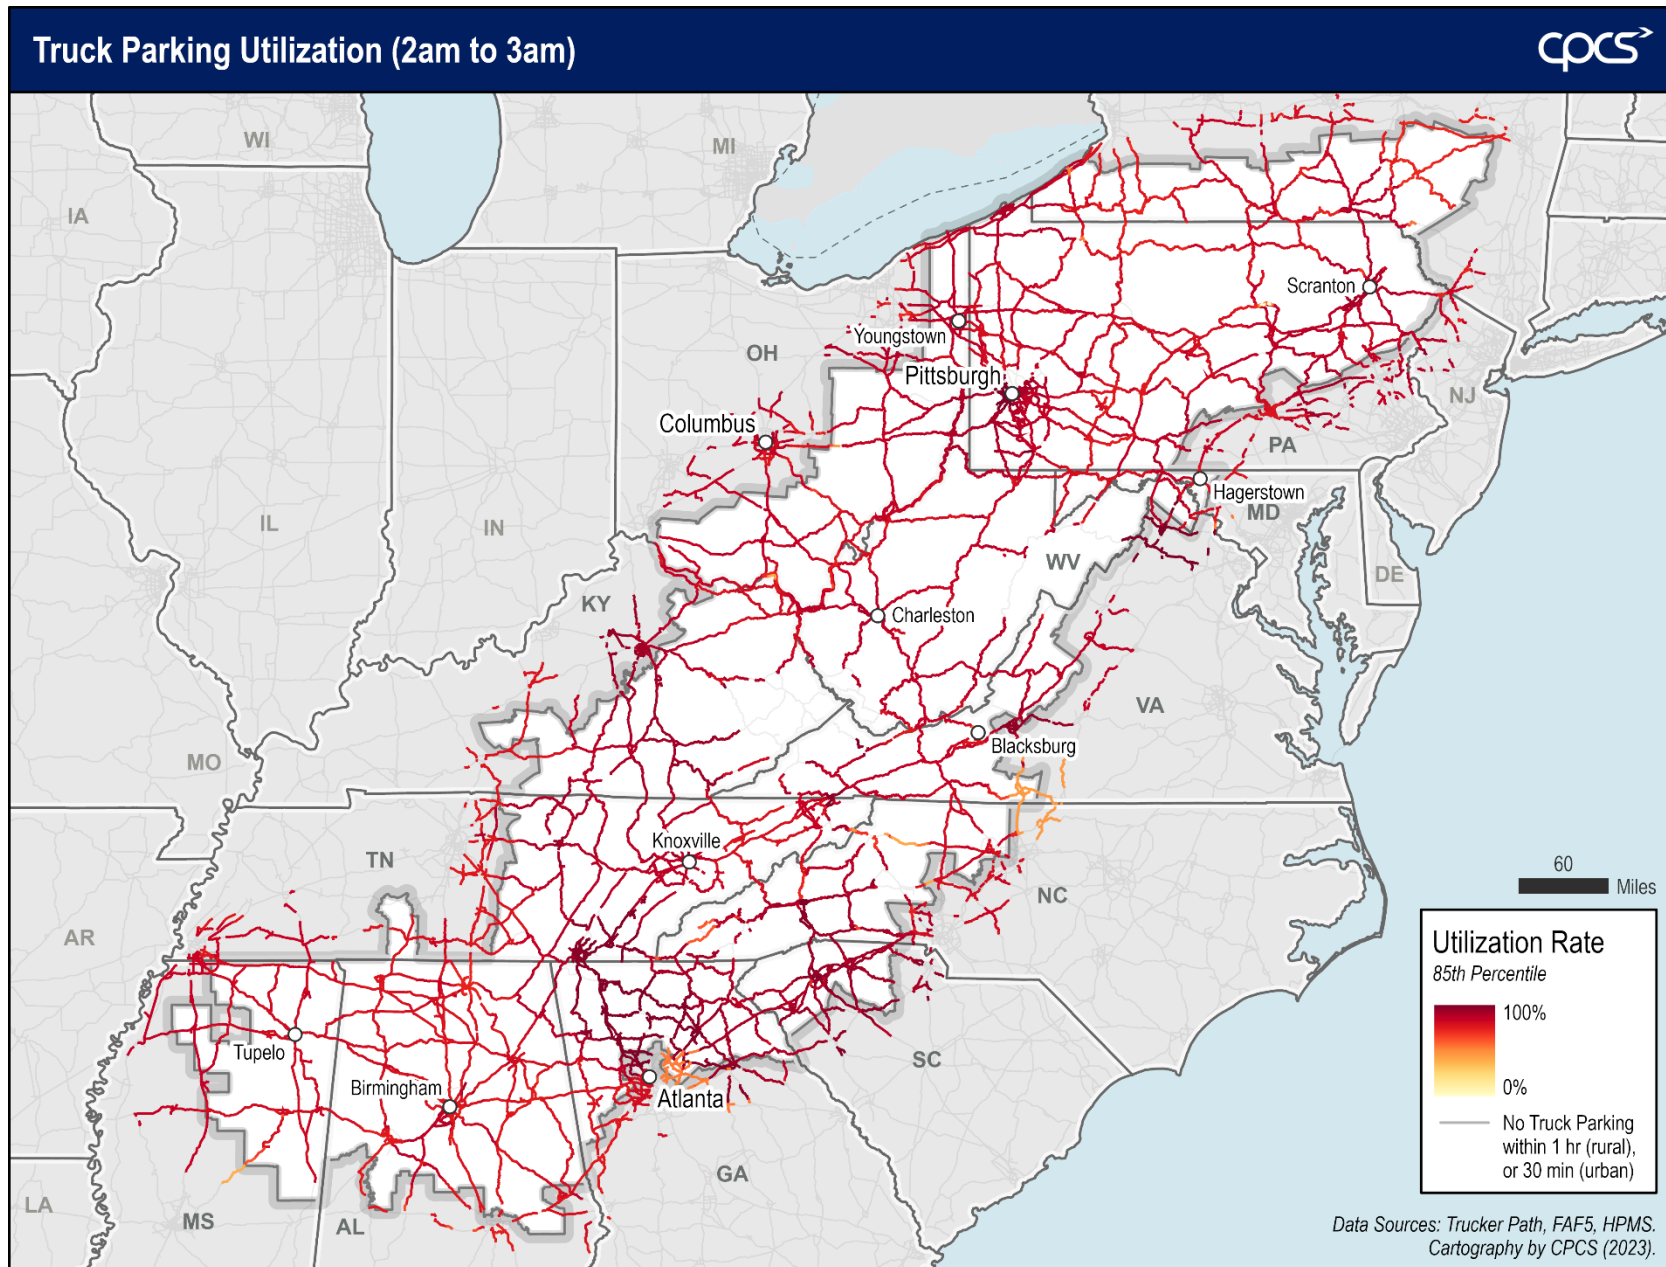 Truck Parking Utilization (2am to 3am)
cpcs
WI
MI
IA
Scranton
Youngstown
OH
Pittsburgh
NJ
Columbus
PA
Hagerstown
MD
IL
IN
WV
DE
KY
Charleston
VA
Blacksburg
MO
Knoxville
TN
60
Miles
NC
AR
Utilization Rate
85th Percentile
100%
0%
No Truck Parking
within 1 hr (rural),
or 30 min (urban)
Tupelo
SC
Birmingham
Atlanta
GA
LA
MS
AL
Data Sources: Trucker Path, FAF5, HPMS.
Cartography by CPCS (2023).